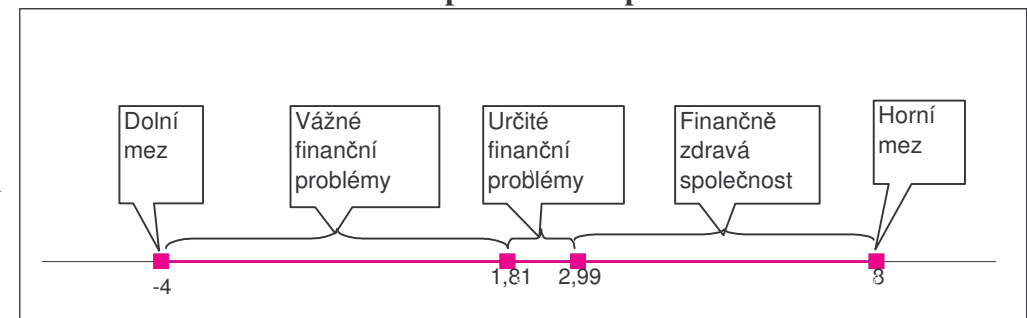 Dolní
mez
Vážné
finanční
problémy
Určité
finanční
problémy
Finančně
zdravá
společnost
Horní
mez
-4
1,81
2,99
8